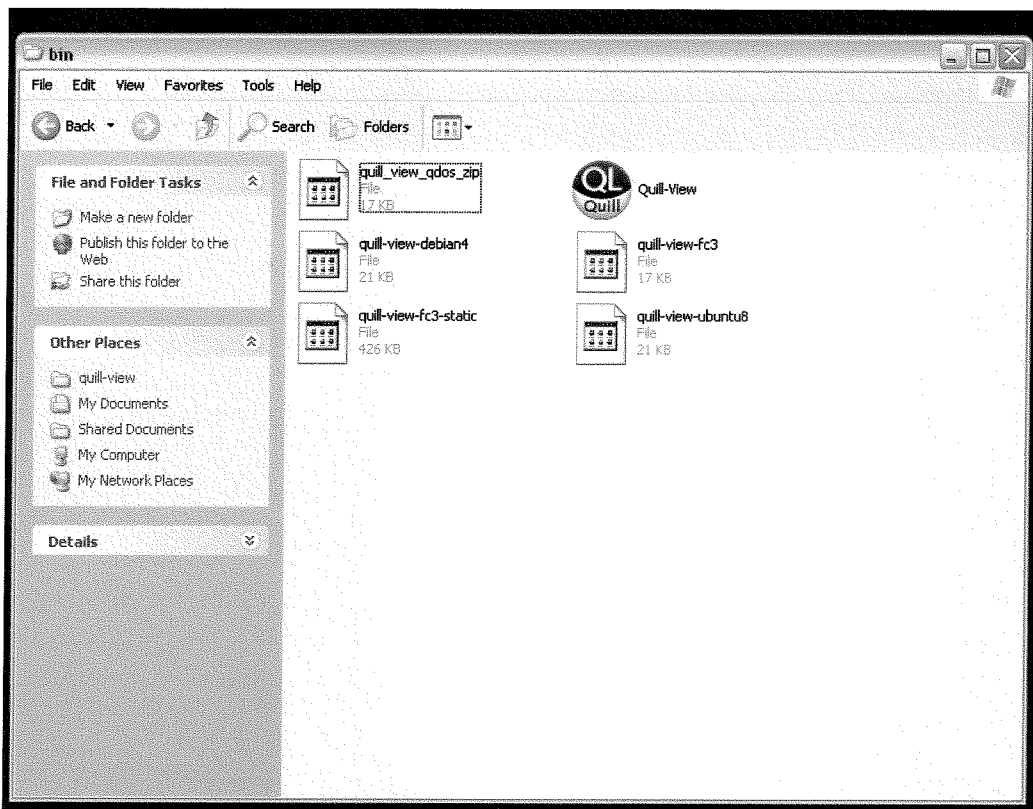 bin
File Edit View Favorites Tools Help
Back Search Folders
File and Folder Tasks
Make a new folder
Publish this folder to the
Web
Share this folder
Other Places
quill-view
My Documents
Shared Documents
My Computer
My Network Places
Details
quill_view_qdos_zip
File
17 KB
QL
Quill
Quill-View
quill-view-debian4
File
21 KB
quill-view-fc3
File
17 KB
quill-view-fc3-static
File
426 KB
quill-view-ubuntu8
File
21 KB